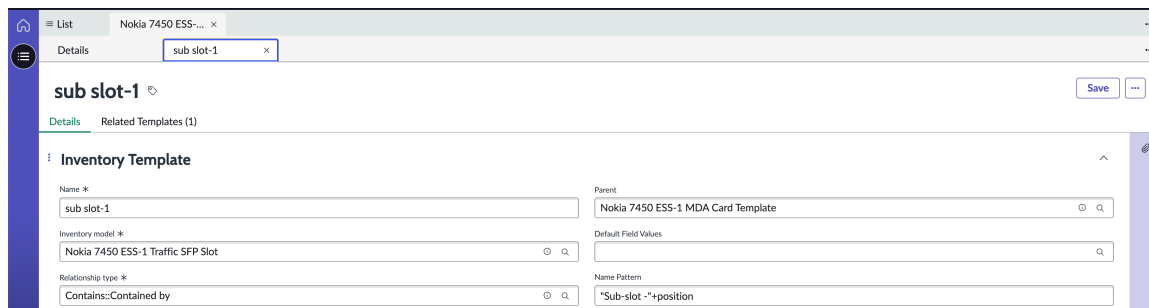 List
Nokia 7450 ESS-... ×
Details
sub slot-1 ×
sub slot-1
Save
...
Details Related Templates (1)
Inventory Template
Name *
sub slot-1
Parent
Nokia 7450 ESS-1 MDA Card Template
Inventory model *
Nokia 7450 ESS-1 Traffic SFP Slot
Default Field Values
Relationship type *
Contains::Contained by
Name Pattern
"Sub-slot -"+position